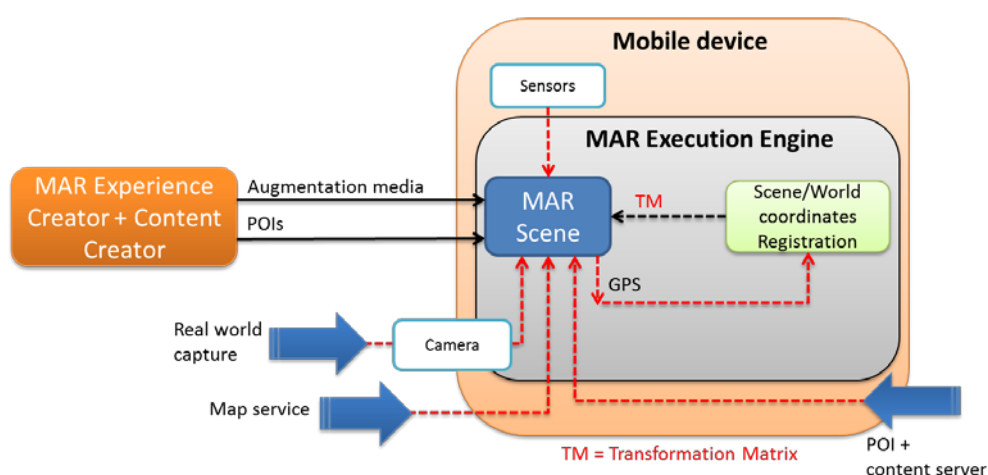 Mobile device
Sensors
MAR Execution Engine
MAR Experience
Creator + Content
Creator
Augmentation media
POIs
MAR
Scene
TM
Scene/World
coordinates
Registration
GPS
Real world
capture
Camera
Map service
TM = Transformation Matrix
POI +
content server